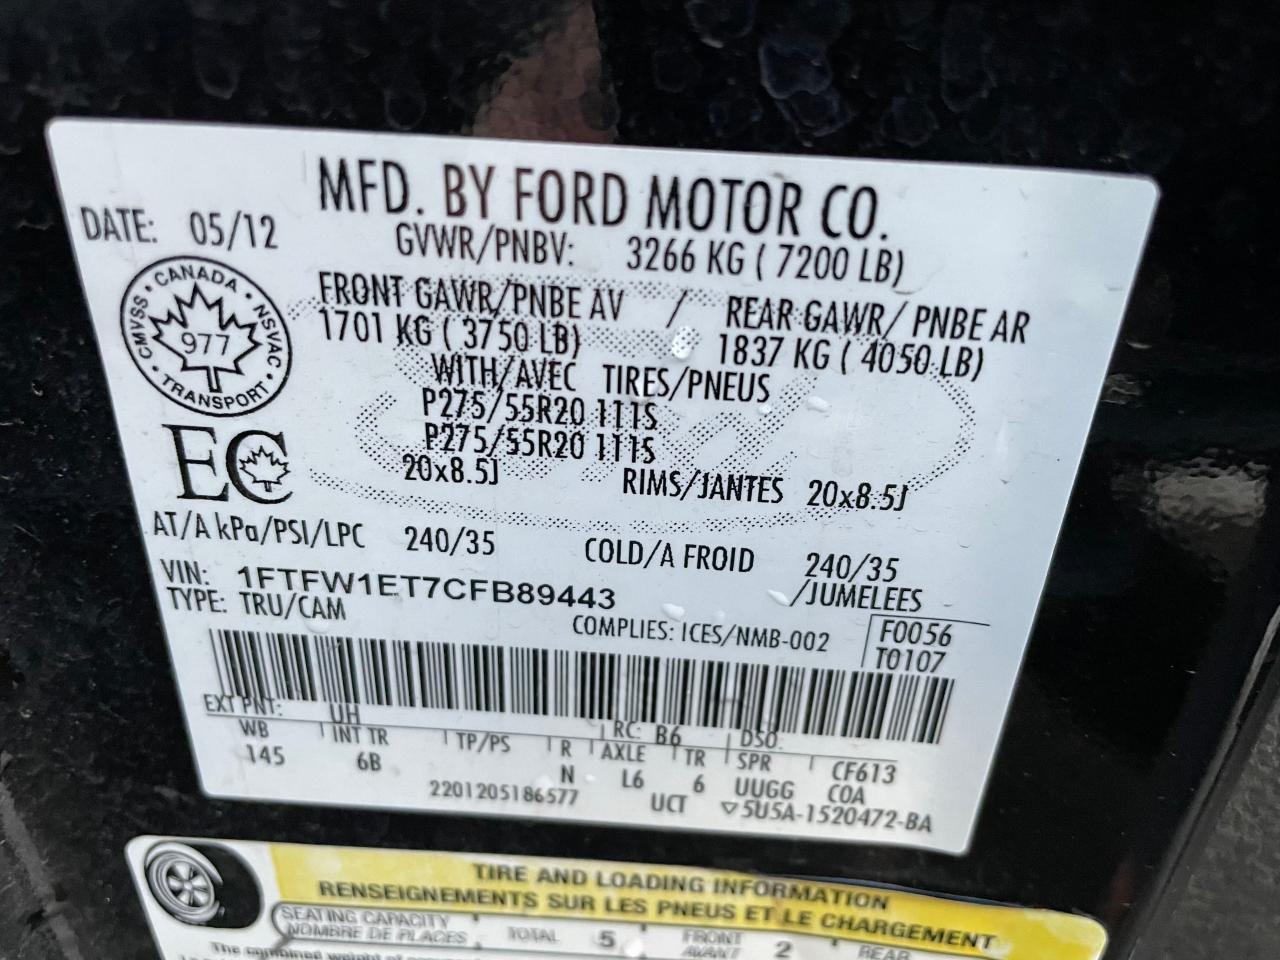 MFD. BY FORD MOTOR CO.
DATE: 05/12
GVWR/PNBV: 3266 KG ( 7200 LB)
FRONT GAWR/PNBE AV / REAR GAWR/ PNBE AR
1701 KG ( 3750 LB) 1837 KG ( 4050 LB)
WITH/AVEC TIRES/PNEUS
P275/55R20 111S
P275/55R20 111S
20x8.5J RIMS/JANTES 20x8.5J
CANADA
CMVSS NSVAC
977
TRANSPORT
EC
AT/A kPa/PSI/LPC 240/35 COLD/A FROID 240/35
VIN: 1FTFW1ET7CFB89443 /JUMELEES
TYPE: TRU/CAM
COMPLIES: ICES/NMB-002
F0056
T0107
EXT PNT: UH RC: B6 DSO:
WB INT TR TP/PS R AXLE TR SPR CF613
145 6B N L6 6 UUGG COA
2201205186577 UCT ▽5U5A-1520472-BA
TIRE AND LOADING INFORMATION
RENSEIGNEMENTS SUR LES PNEUS ET LE CHARGEMENT
SEATING CAPACITY
NOMBRE DE PLACES TOTAL 5 FRONT
AVANT 2 REAR
The combined weight of